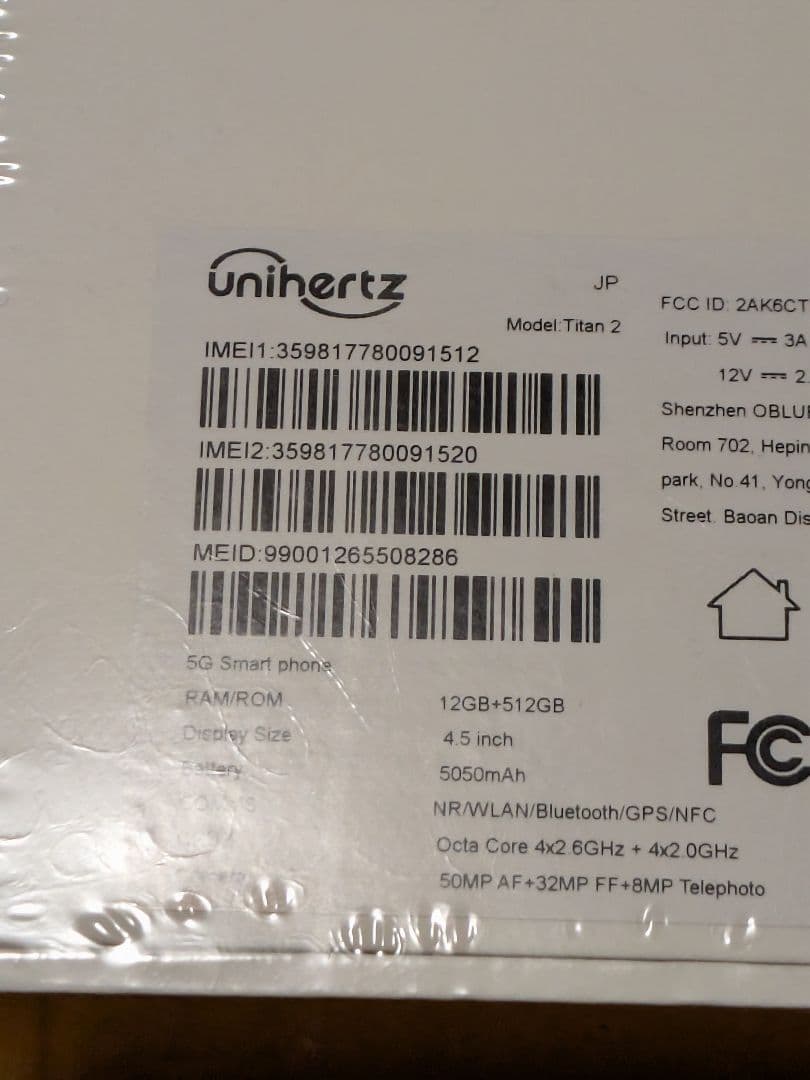 unihertz
JP
Model:Titan 2
IMEI1:359817780091512
IMEI2:359817780091520
MEID:99001265508286
5G Smart phone
RAM/ROM 12GB+512GB
Display Size 4.5 inch
Battery 5050mAh
NR/WLAN/Bluetooth/GPS/NFC
Octa Core 4x2.6GHz + 4x2.0GHz
50MP AF+32MP FF+8MP Telephoto
FCC ID: 2AK6CT
Input: 5V ⎓ 3A
12V ⎓ 2.
Shenzhen OBLU
Room 702, Hepin
park, No.41, Yong
Street. Baoan Dis
FC